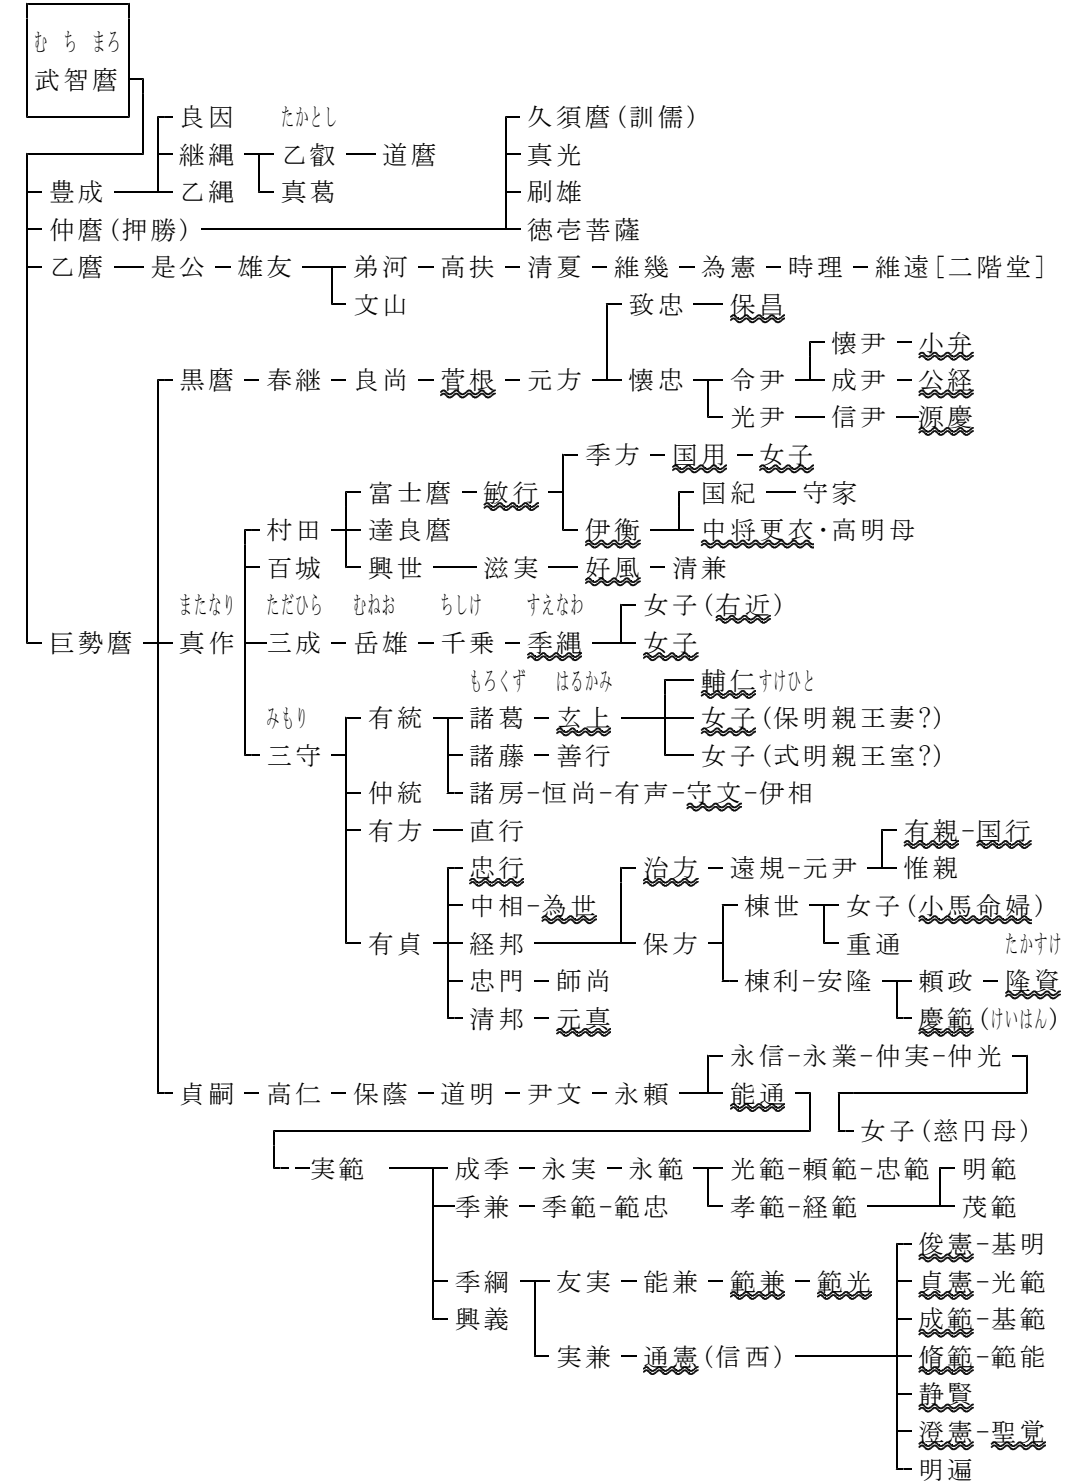 む ち まろ
武智麿
良因 たかとし 久須麿(訓儒)
継縄 乙叡 道麿 真光
豊成 乙縄 真葛 刷雄
仲麿(押勝) 徳壱菩薩
乙麿 是公 雄友 弟河 高扶 清夏 維幾 為憲 時理 維遠[二階堂]
文山 致忠 保昌
懐尹 小弁
黒麿 春継 良尚 菅根 元方 懐忠 令尹 成尹 公経
光尹 信尹 源慶
季方 国用 女子
富士麿 敏行 国紀 守家
村田 達良麿 伊衡 中将更衣・高明母
百城 興世 滋実 好風 清兼
またなり ただひら むねお ちしけ すえなわ 女子(右近)
巨勢麿 真作 三成 岳雄 千乗 季縄 女子
もろくず はるかみ 輔仁 すけひと
みもり 有統 諸葛 玄上 女子(保明親王妻?)
三守 諸藤 善行 女子(式明親王室?)
仲統 諸房-恒尚-有声-守文-伊相
有方 直行 有親-国行
忠行 治方 遠規-元尹 惟親
中相-為世 棟世 女子(小馬命婦)
有貞 経邦 保方 重通 たかすけ
忠門 師尚 棟利-安隆 頼政 隆資
清邦 元真 慶範(けいはん)
永信-永業-仲実-仲光
貞嗣 高仁 保蔭 道明 尹文 永頼 能通
女子(慈円母)
実範 成季 永実 永範 光範-頼範-忠範 明範
季兼 季範-範忠 孝範-経範 茂範
俊憲-基明
季綱 友実 能兼 範兼 範光 貞憲-光範
興義 成範-基範
実兼 通憲(信西) 脩範-範能
静賢
澄憲-聖覚
明遍